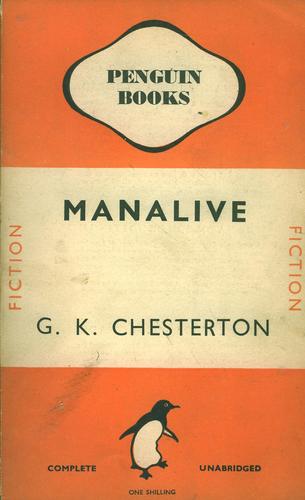 PENGUIN
BOOKS
MANALIVE
FICTION
FICTION
G. K. CHESTERTON
COMPLETE
UNABRIDGED
ONE SHILLING